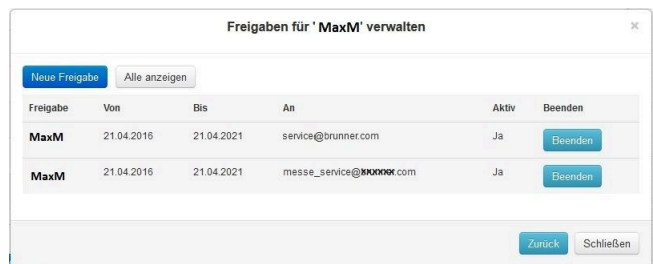 Freigaben für ' MaxM' verwalten ×
Neue Freigabe Alle anzeigen
Freigabe Von Bis An Aktiv Beenden
MaxM 21.04.2016 21.04.2021 service@brunner.com Ja Beenden
MaxM 21.04.2016 21.04.2021 messe_service@xxxxxx.com Ja Beenden
Zurück Schließen